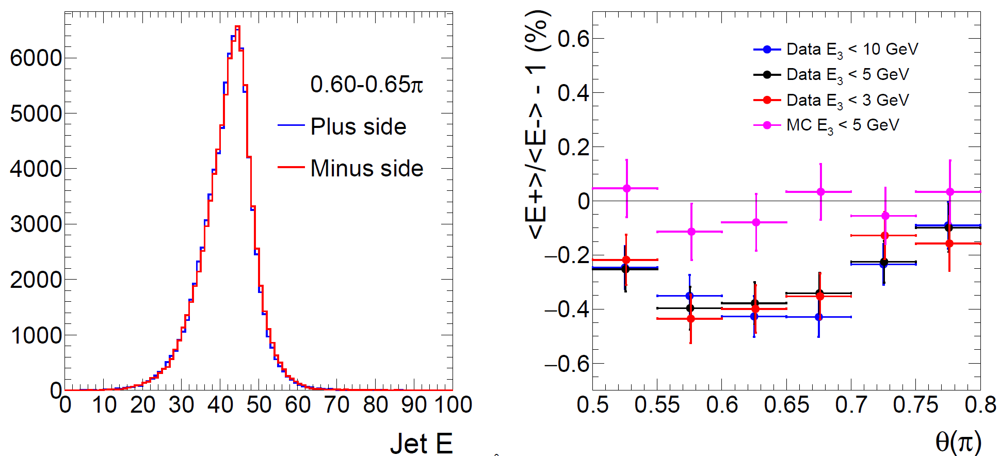 6000
5000
4000
3000
2000
1000
0
0 10 20 30 40 50 60 70 80 90 100
Jet E
0.60-0.65π
Plus side
Minus side
<E+>/<E-> - 1 (%)
0.6
0.4
0.2
0
−0.2
−0.4
−0.6
0.5 0.55 0.6 0.65 0.7 0.75 0.8
θ(π)
Data E3 < 10 GeV
Data E3 < 5 GeV
Data E3 < 3 GeV
MC E3 < 5 GeV